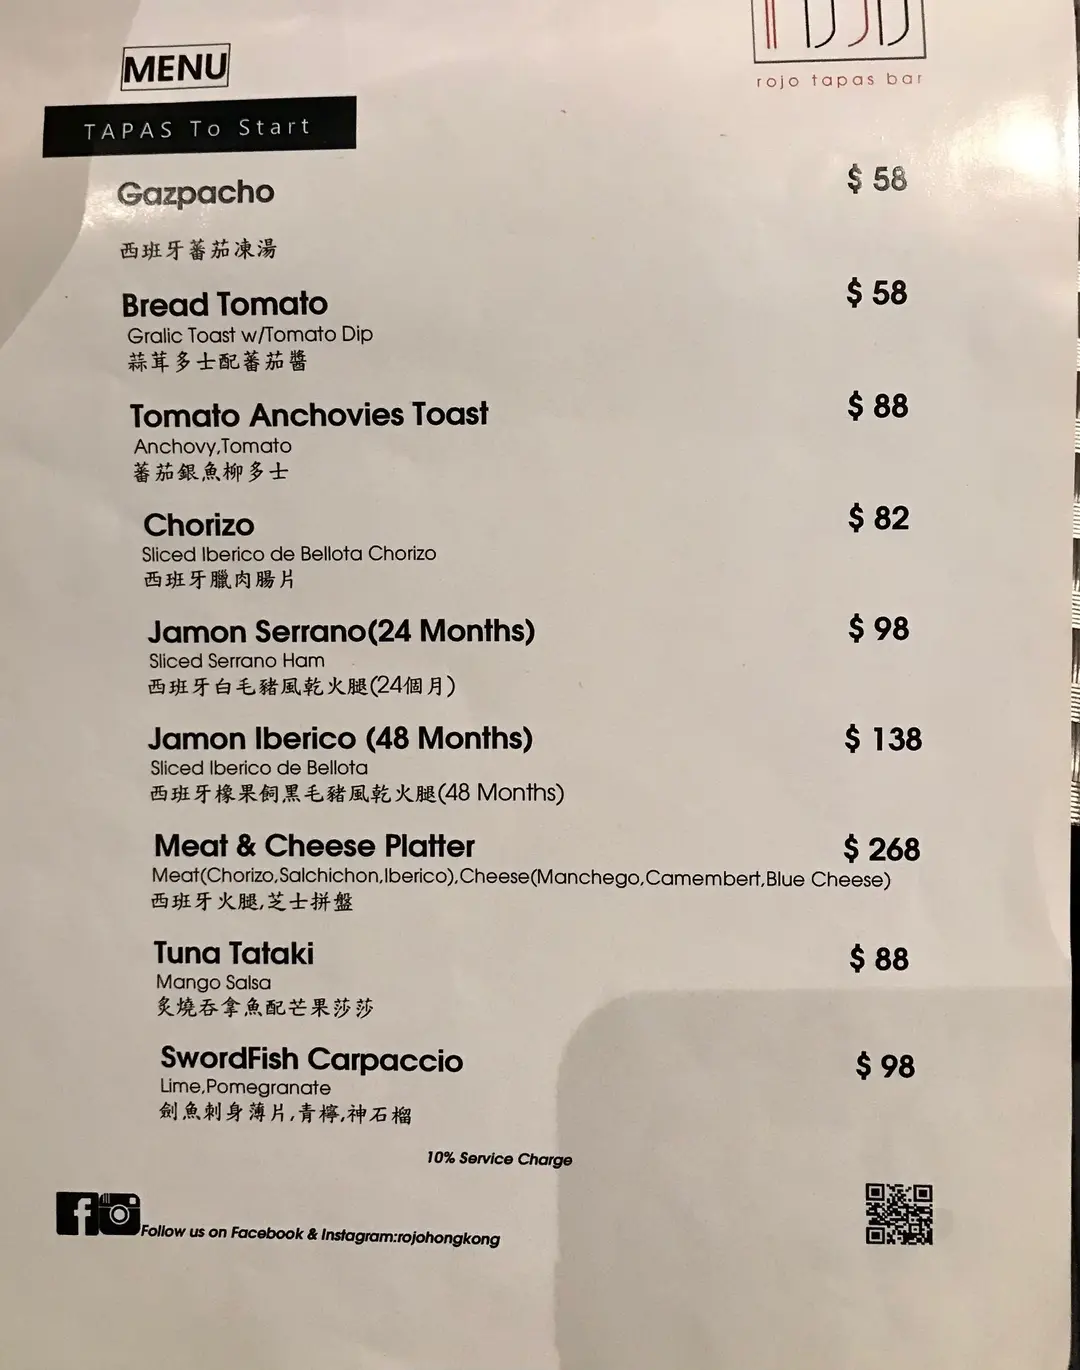 MENU
rojo
rojo tapas bar
TAPAS To Start
Gazpacho $ 58
西班牙蕃茄凍湯
Bread Tomato $ 58
Gralic Toast w/Tomato Dip
蒜茸多士配蕃茄醬
Tomato Anchovies Toast $ 88
Anchovy,Tomato
蕃茄銀魚柳多士
Chorizo $ 82
Sliced Iberico de Bellota Chorizo
西班牙臘肉腸片
Jamon Serrano(24 Months) $ 98
Sliced Serrano Ham
西班牙白毛豬風乾火腿(24個月)
Jamon Iberico (48 Months) $ 138
Sliced Iberico de Bellota
西班牙橡果飼黑毛豬風乾火腿(48 Months)
Meat & Cheese Platter $ 268
Meat(Chorizo,Salchichon,Iberico),Cheese(Manchego,Camembert,Blue Cheese)
西班牙火腿,芝士拼盤
Tuna Tataki $ 88
Mango Salsa
炙燒吞拿魚配芒果莎莎
SwordFish Carpaccio $ 98
Lime,Pomegranate
劍魚刺身薄片,青檸,神石榴
10% Service Charge
Follow us on Facebook & Instagram:rojohongkong